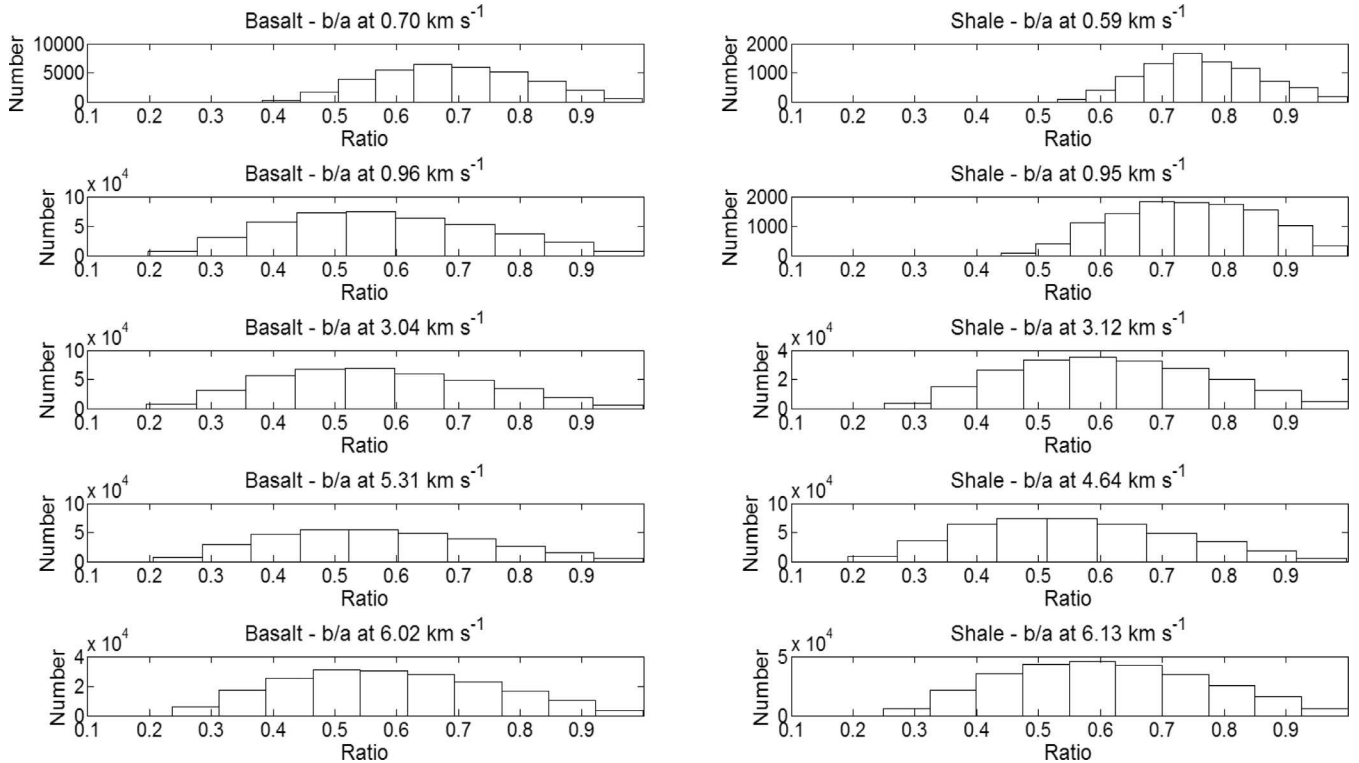 Basalt - b/a at 0.70 km s-1
Number
10000
5000
0
0.1 0.2 0.3 0.4 0.5 0.6 0.7 0.8 0.9
Ratio
Shale - b/a at 0.59 km s-1
Number
2000
1000
0
0.1 0.2 0.3 0.4 0.5 0.6 0.7 0.8 0.9
Ratio
Basalt - b/a at 0.96 km s-1
x 10^4
Number
10
5
0
0.1 0.2 0.3 0.4 0.5 0.6 0.7 0.8 0.9
Ratio
Shale - b/a at 0.95 km s-1
Number
2000
1000
0
0.1 0.2 0.3 0.4 0.5 0.6 0.7 0.8 0.9
Ratio
Basalt - b/a at 3.04 km s-1
x 10^4
Number
10
5
0
0.1 0.2 0.3 0.4 0.5 0.6 0.7 0.8 0.9
Ratio
Shale - b/a at 3.12 km s-1
x 10^4
Number
4
2
0
0.1 0.2 0.3 0.4 0.5 0.6 0.7 0.8 0.9
Ratio
Basalt - b/a at 5.31 km s-1
x 10^4
Number
10
5
0
0.1 0.2 0.3 0.4 0.5 0.6 0.7 0.8 0.9
Ratio
Shale - b/a at 4.64 km s-1
x 10^4
Number
10
5
0
0.1 0.2 0.3 0.4 0.5 0.6 0.7 0.8 0.9
Ratio
Basalt - b/a at 6.02 km s-1
x 10^4
Number
4
2
0
0.1 0.2 0.3 0.4 0.5 0.6 0.7 0.8 0.9
Ratio
Shale - b/a at 6.13 km s-1
x 10^4
Number
5
0
0.1 0.2 0.3 0.4 0.5 0.6 0.7 0.8 0.9
Ratio